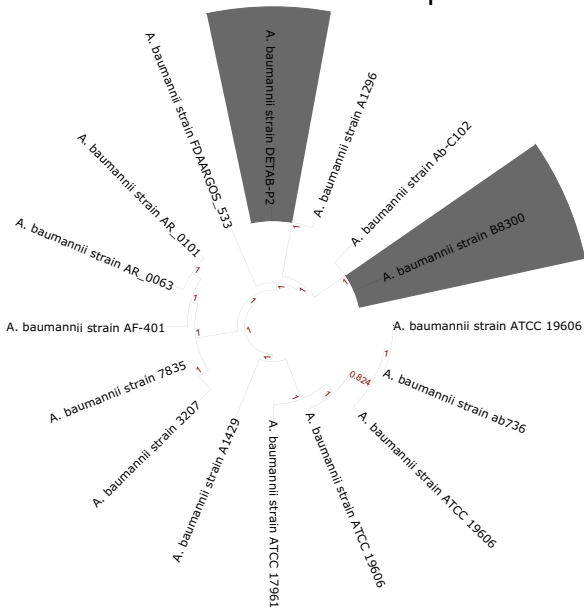 A. baumannii strain DETAB-P2
A. baumannii strain A1296
A. baumannii strain Ab-C102
A. baumannii strain B8300
A. baumannii strain ATCC 19606
A. baumannii strain ab736
A. baumannii strain ATCC 19606
A. baumannii strain ATCC 19606
A. baumannii strain ATCC 17961
A. baumannii strain A1429
A. baumannii strain 3207
A. baumannii strain 7835
A. baumannii strain AF-401
A. baumannii strain AR_0063
A. baumannii strain AR_0101
A. baumannii strain FDAARGOS_533
1
1
1
1
1
1
1
1
1
1
1
1
1
0.824